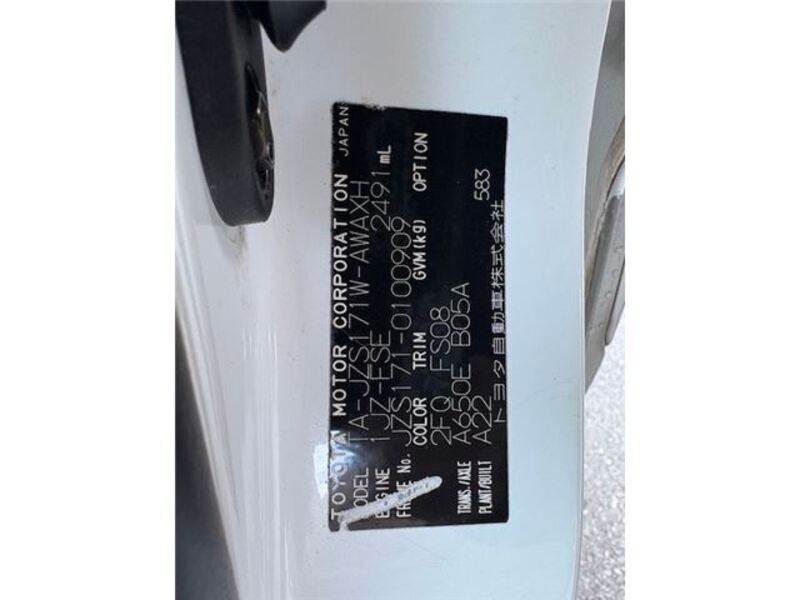 TOYOTA MOTOR CORPORATION JAPAN
MODEL TA-JZS171W-AWAXH
ENGINE 1JZ-FSE 2491 mL
FRAME No. JZS171-0100909
COLOR TRIM GVM(kg) OPTION
2FQ FS08
TRANS./AXLE A650E B05A
PLANT/BUILT A22 583
トヨタ自動車株式会社